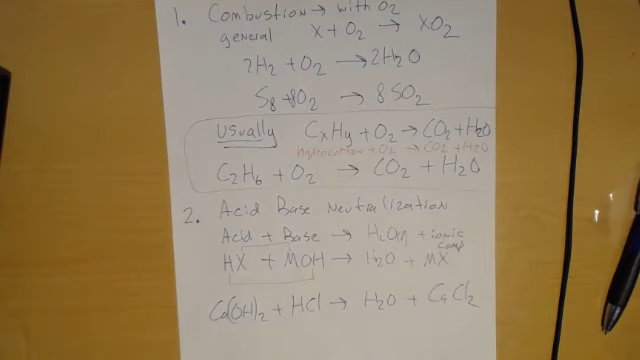 1. Combustion → with O₂
general X + O₂ → XO₂
2H₂ + O₂ → 2H₂O
S₈ + 8O₂ → 8SO₂
Usually CxHy + O₂ → CO₂ + H₂O
Hydrocarbon + O₂ → CO₂ + H₂O
C₂H₆ + O₂ → CO₂ + H₂O
2. Acid Base Neutralization
Acid + Base → + ionic comp
HX + MOH → H₂O + MX
Ca(OH)₂ + HCl → H₂O + CaCl₂